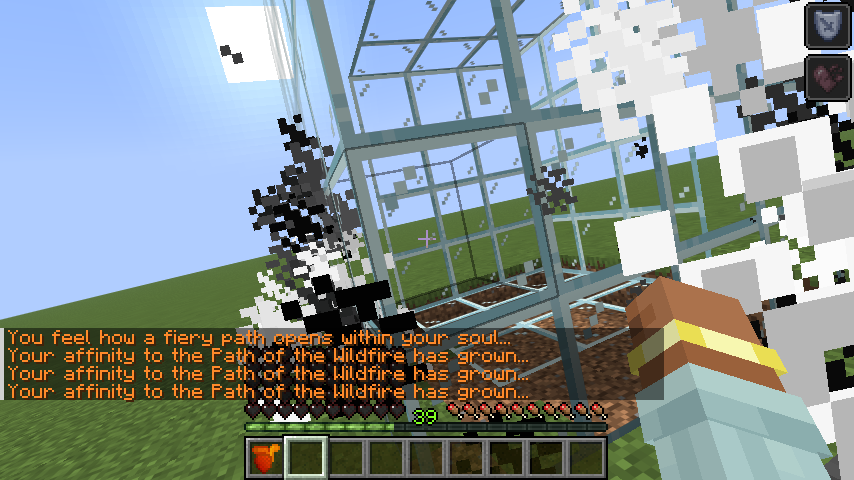 You feel how a fiery path opens within your soul...
Your affinity to the Path of the Wildfire has grown...
Your affinity to the Path of the Wildfire has grown...
Your affinity to the Path of the Wildfire has grown...
39